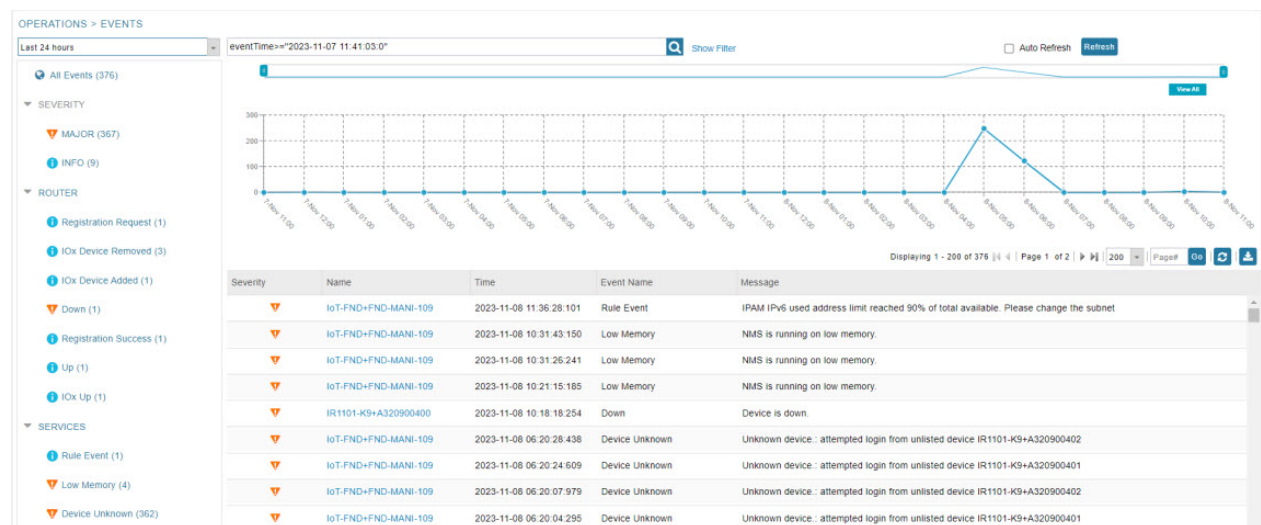 OPERATIONS > EVENTS
Last 24 hours
eventTime>="2023-11-07 11:41:03:0"
Show Filter
Auto Refresh
Refresh
All Events (376)
View All
SEVERITY
MAJOR (367)
INFO (9)
ROUTER
Registration Request (1)
IOx Device Removed (3)
IOx Device Added (1)
Down (1)
Registration Success (1)
Up (1)
IOx Up (1)
SERVICES
Rule Event (1)
Low Memory (4)
Device Unknown (362)
300
200
100
0
7-Nov 11:00
7-Nov 12:00
7-Nov 01:00
7-Nov 02:00
7-Nov 03:00
7-Nov 04:00
7-Nov 05:00
7-Nov 06:00
7-Nov 07:00
7-Nov 08:00
7-Nov 09:00
7-Nov 10:00
7-Nov 11:00
8-Nov 12:00
8-Nov 01:00
8-Nov 02:00
8-Nov 03:00
8-Nov 04:00
8-Nov 05:00
8-Nov 06:00
8-Nov 07:00
8-Nov 08:00
8-Nov 09:00
8-Nov 10:00
8-Nov 11:00
Displaying 1 - 200 of 376 | Page 1 of 2 | 200 | Page# Go
Severity Name Time Event Name Message
IoT-FND+FND-MANI-109 2023-11-08 11:36:28:101 Rule Event IPAM IPv6 used address limit reached 90% of total available. Please change the subnet
IoT-FND+FND-MANI-109 2023-11-08 10:31:43:150 Low Memory NMS is running on low memory.
IoT-FND+FND-MANI-109 2023-11-08 10:31:26:241 Low Memory NMS is running on low memory.
IoT-FND+FND-MANI-109 2023-11-08 10:21:15:185 Low Memory NMS is running on low memory.
IR1101-K9+A320900400 2023-11-08 10:18:18:254 Down Device is down.
IoT-FND+FND-MANI-109 2023-11-08 06:20:28:438 Device Unknown Unknown device.: attempted login from unlisted device IR1101-K9+A320900402
IoT-FND+FND-MANI-109 2023-11-08 06:20:24:609 Device Unknown Unknown device.: attempted login from unlisted device IR1101-K9+A320900401
IoT-FND+FND-MANI-109 2023-11-08 06:20:07:979 Device Unknown Unknown device.: attempted login from unlisted device IR1101-K9+A320900402
IoT-FND+FND-MANI-109 2023-11-08 06:20:04:295 Device Unknown Unknown device.: attempted login from unlisted device IR1101-K9+A320900401